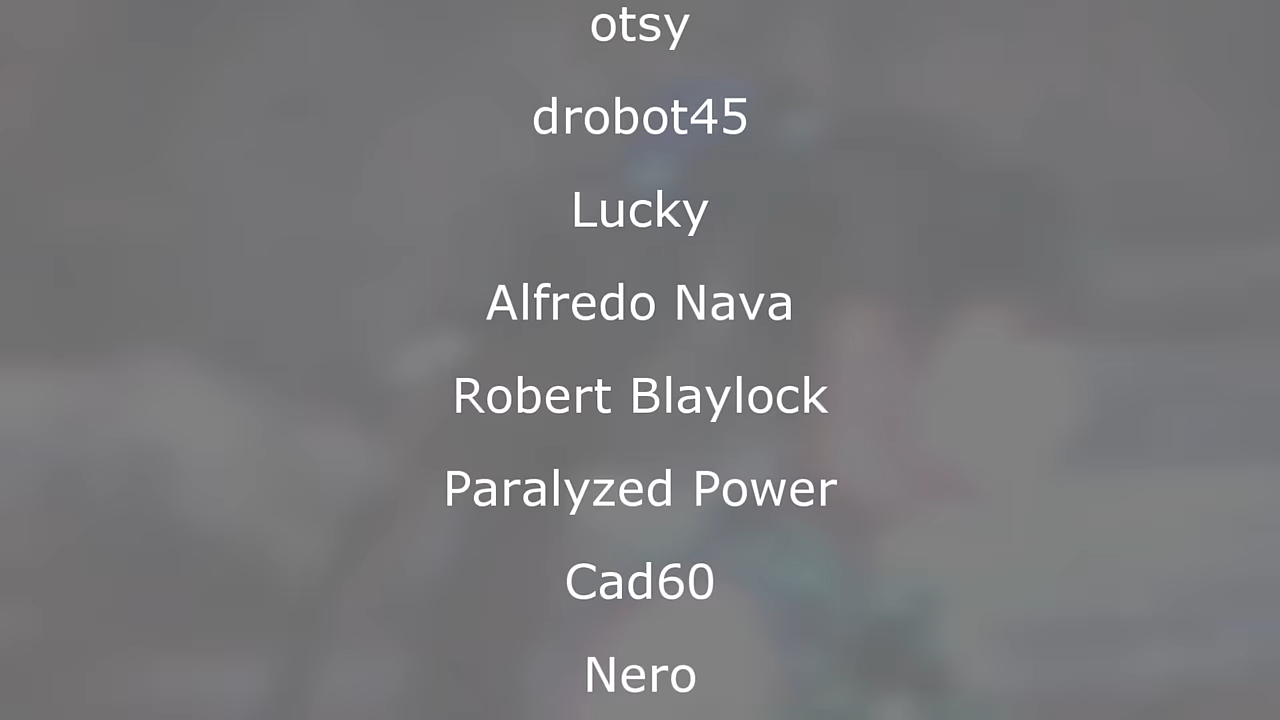 otsy
drobot45
Lucky
Alfredo Nava
Robert Blaylock
Paralyzed Power
Cad60
Nero